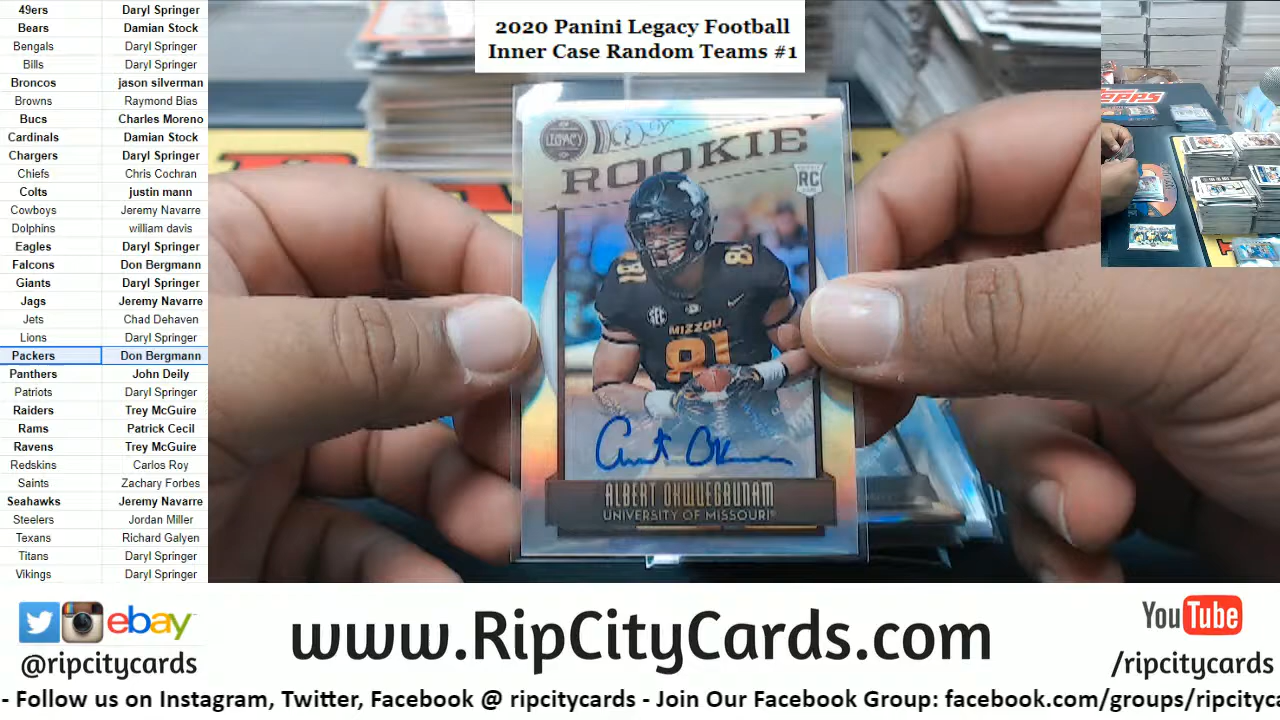 49ers Daryl Springer
Bears Damian Stock
Bengals Daryl Springer
Bills Daryl Springer
Broncos jason silverman
Browns Raymond Bias
Bucs Charles Moreno
Cardinals Damian Stock
Chargers Daryl Springer
Chiefs Chris Cochran
Colts justin mann
Cowboys Jeremy Navarre
Dolphins william davis
Eagles Daryl Springer
Falcons Don Bergmann
Giants Daryl Springer
Jags Jeremy Navarre
Jets Chad Dehaven
Lions Daryl Springer
Packers Don Bergmann
Panthers John Deily
Patriots Daryl Springer
Raiders Trey McGuire
Rams Patrick Cecil
Ravens Trey McGuire
Redskins Carlos Roy
Saints Zachary Forbes
Seahawks Jeremy Navarre
Steelers Jordan Miller
Texans Richard Galyen
Titans Daryl Springer
Vikings Daryl Springer
2020 Panini Legacy Football
Inner Case Random Teams #1
LEGACY
ROOKIE
RC
81
81
SEC
MIZZOU
81
ALBERT OKWUEGBUNAM
UNIVERSITY OF MISSOURI®
TOPPS
ebay
@ripcitycards
www.RipCityCards.com
YouTube
/ripcitycards
- Follow us on Instagram, Twitter, Facebook @ ripcitycards - Join Our Facebook Group: facebook.com/groups/ripcityc